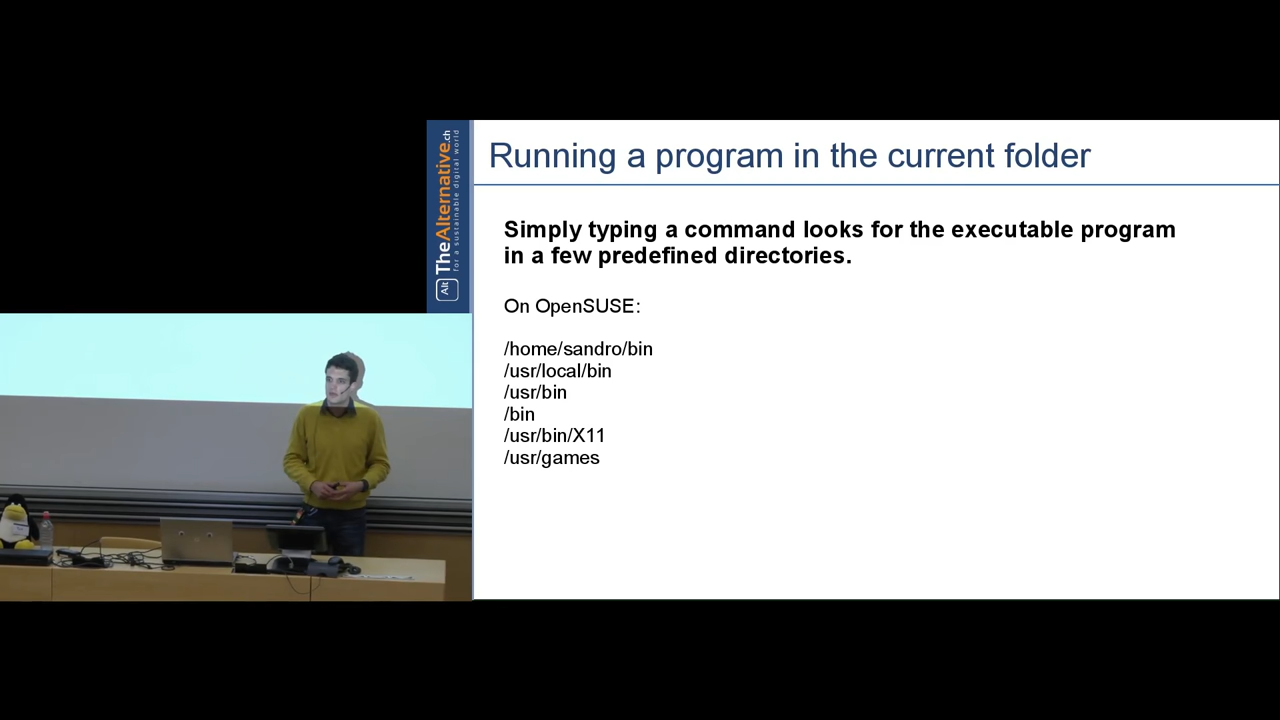 TheAlternative.ch
for a sustainable digital world
Alt
Running a program in the current folder
Simply typing a command looks for the executable program
in a few predefined directories.
On OpenSUSE:
/home/sandro/bin
/usr/local/bin
/usr/bin
/bin
/usr/bin/X11
/usr/games